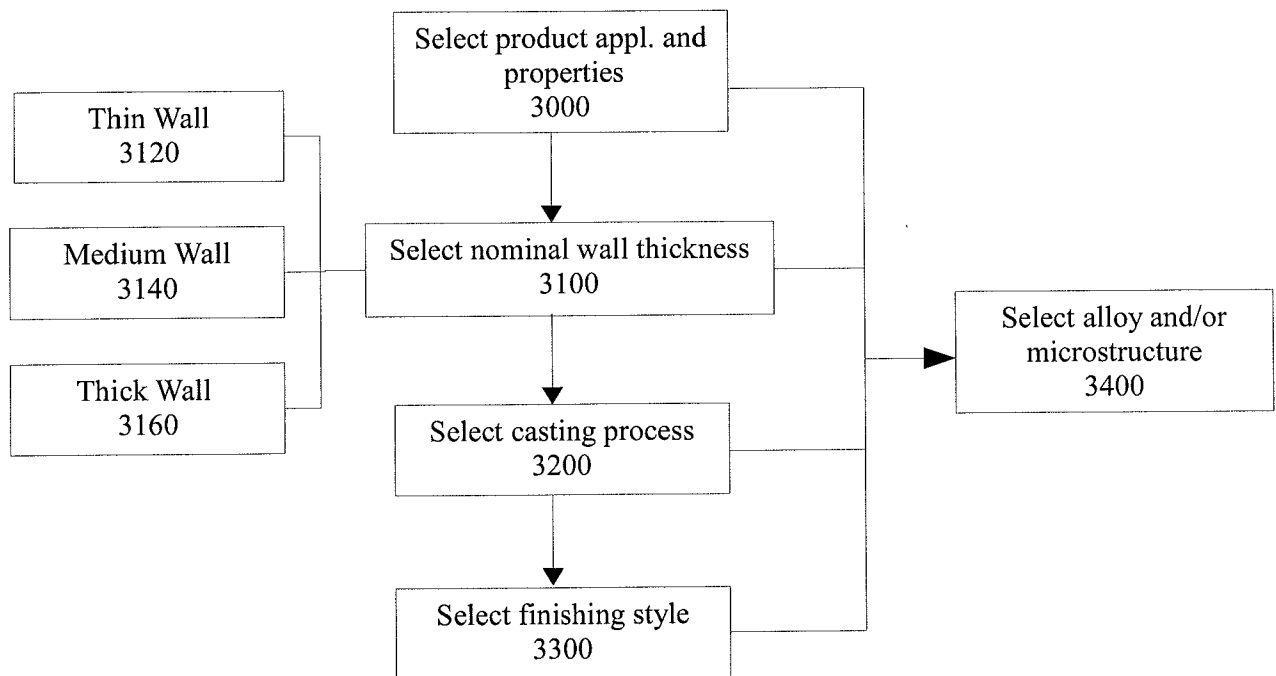 Select product appl. and
properties
3000
Thin Wall
3120
Select nominal wall thickness
3100
Medium Wall
3140
Thick Wall
3160
Select alloy and/or
microstructure
3400
Select casting process
3200
Select finishing style
3300